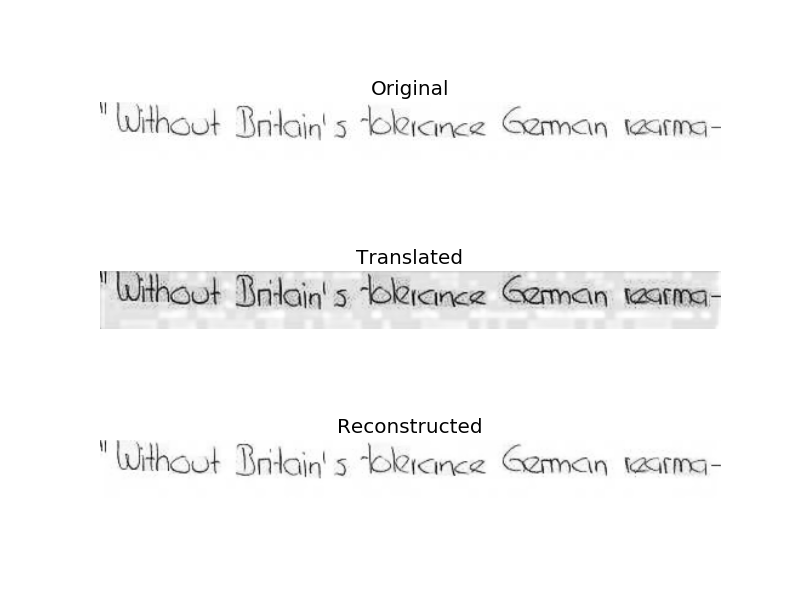 Original
"Without Britain's tolerance German rearma-
Translated
"Without Britain's tolerance German rearma-
Reconstructed
"Without Britain's tolerance German rearma-